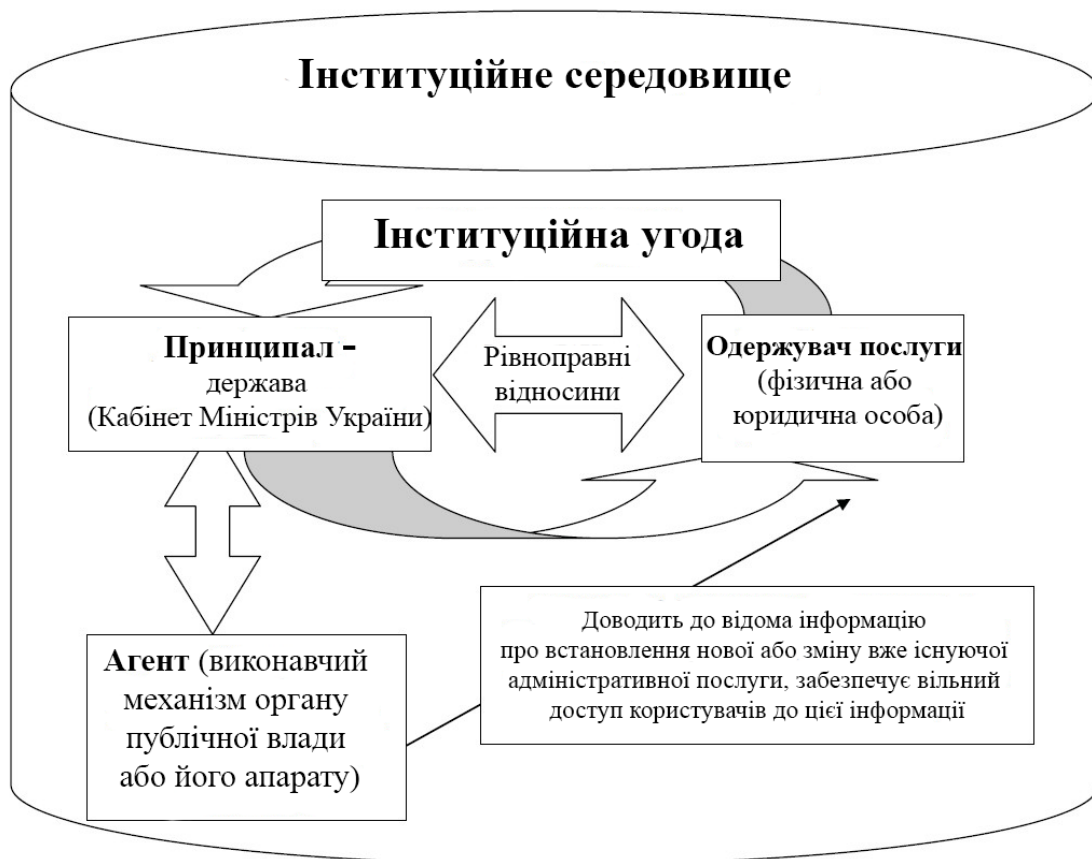 Інституційне середовище
Інституційна угода
Принципал –
держава
(Кабінет Міністрів України)
Рівноправні
відносини
Одержувач послуги
(фізична або
юридична особа)
Агент (виконавчий
механізм органу
публічної влади
або його апарату)
Доводить до відома інформацію
про встановлення нової або зміну вже існуючої
адміністративної послуги, забезпечує вільний
доступ користувачів до цієї інформації